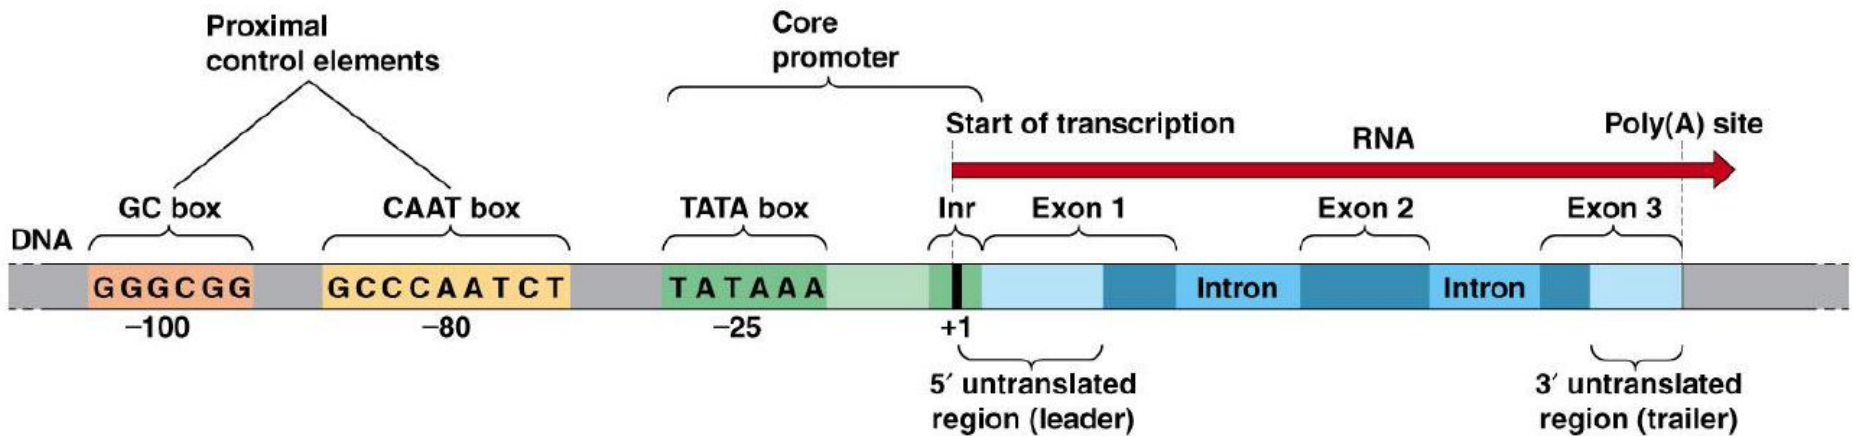 Proximal
control elements
Core
promoter
Start of transcription
RNA
Poly(A) site
GC box
CAAT box
TATA box
Inr
Exon 1
Exon 2
Exon 3
DNA
GGGCGG
GCCCAATCT
TATAAA
Intron
Intron
–100
–80
–25
+1
5′ untranslated
region (leader)
3′ untranslated
region (trailer)